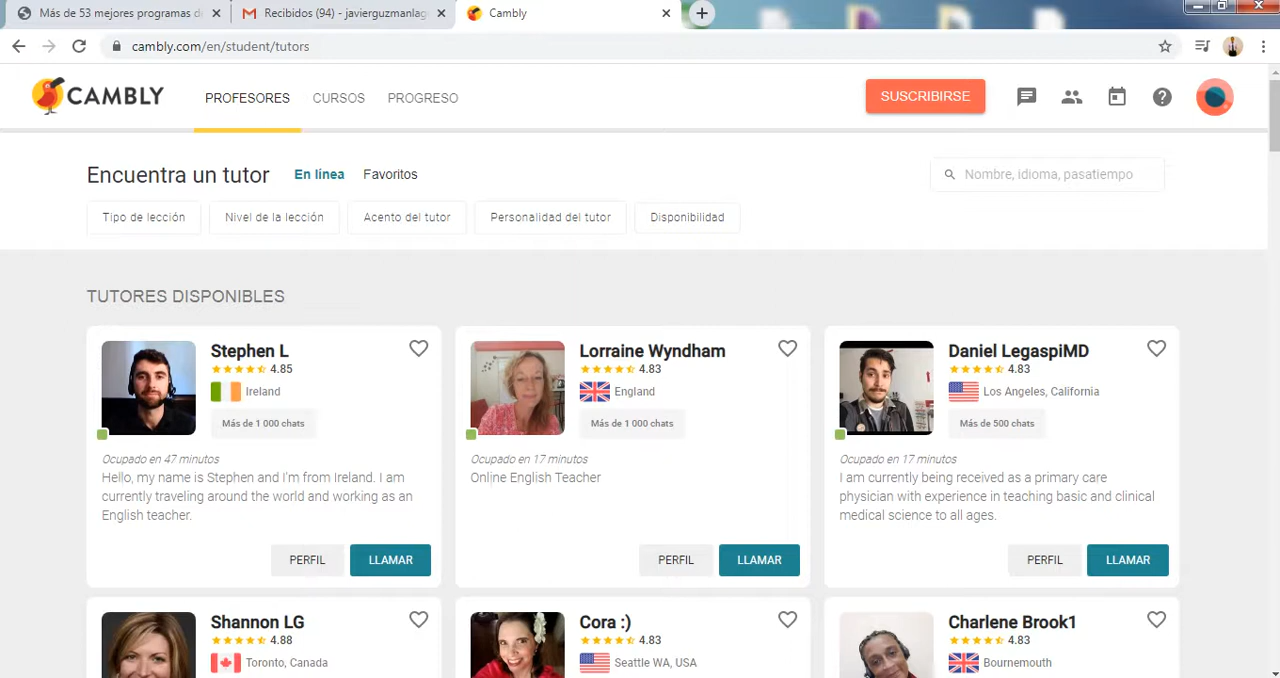 Más de 53 mejores programas d
Recibidos (94) - javierguzmanlag
Cambly
cambly.com/en/student/tutors
CAMBLY
PROFESORES
CURSOS
PROGRESO
SUSCRIBIRSE
Encuentra un tutor
En línea
Favoritos
Nombre, idioma, pasatiempo
Tipo de lección
Nivel de la lección
Acento del tutor
Personalidad del tutor
Disponibilidad
TUTORES DISPONIBLES
Stephen L
4.85
Ireland
Más de 1 000 chats
Ocupado en 47 minutos
Hello, my name is Stephen and I'm from Ireland. I am
currently traveling around the world and working as an
English teacher.
PERFIL
LLAMAR
Lorraine Wyndham
4.83
England
Más de 1 000 chats
Ocupado en 17 minutos
Online English Teacher
PERFIL
LLAMAR
Daniel LegaspiMD
4.83
Los Angeles, California
Más de 500 chats
Ocupado en 17 minutos
I am currently being received as a primary care
physician with experience in teaching basic and clinical
medical science to all ages.
PERFIL
LLAMAR
Shannon LG
4.88
Toronto, Canada
Cora :)
4.83
Seattle WA, USA
Charlene Brook1
4.83
Bournemouth